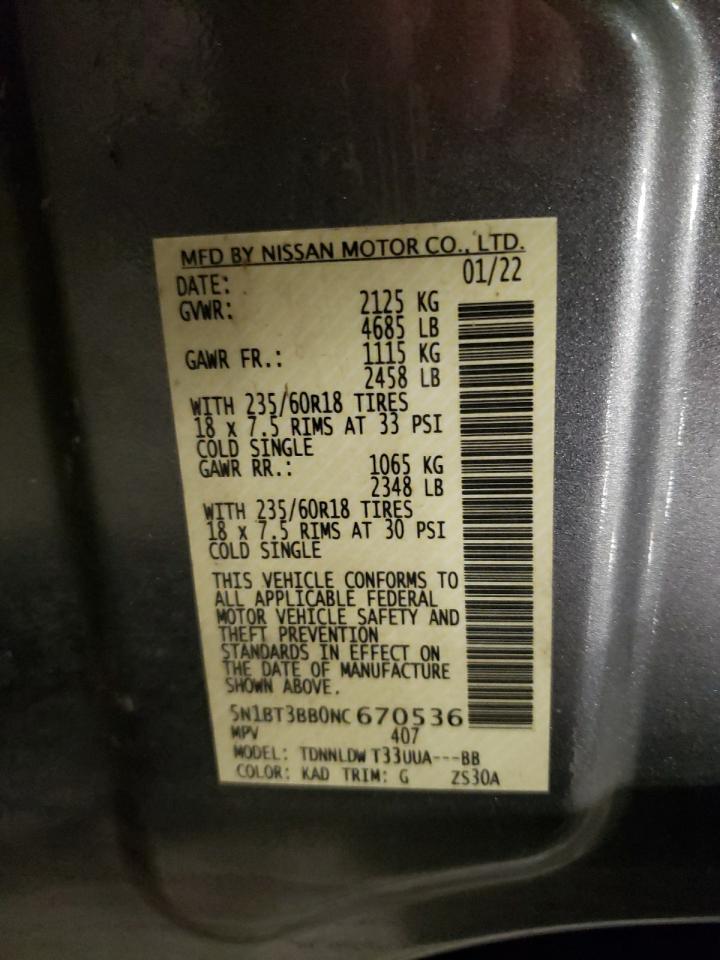 MFD BY NISSAN MOTOR CO., LTD.
DATE: 01/22
GVWR: 2125 KG
4685 LB
GAWR FR.: 1115 KG
2458 LB
WITH 235/60R18 TIRES
18 x 7.5 RIMS AT 33 PSI
COLD SINGLE
GAWR RR.: 1065 KG
2348 LB
WITH 235/60R18 TIRES
18 x 7.5 RIMS AT 30 PSI
COLD SINGLE
THIS VEHICLE CONFORMS TO
ALL APPLICABLE FEDERAL
MOTOR VEHICLE SAFETY AND
THEFT PREVENTION
STANDARDS IN EFFECT ON
THE DATE OF MANUFACTURE
SHOWN ABOVE.
5N1BT3BB0NC670536
MPV 407
MODEL: TDNNLDW T33UUA---BB
COLOR: KAD TRIM: G ZS30A